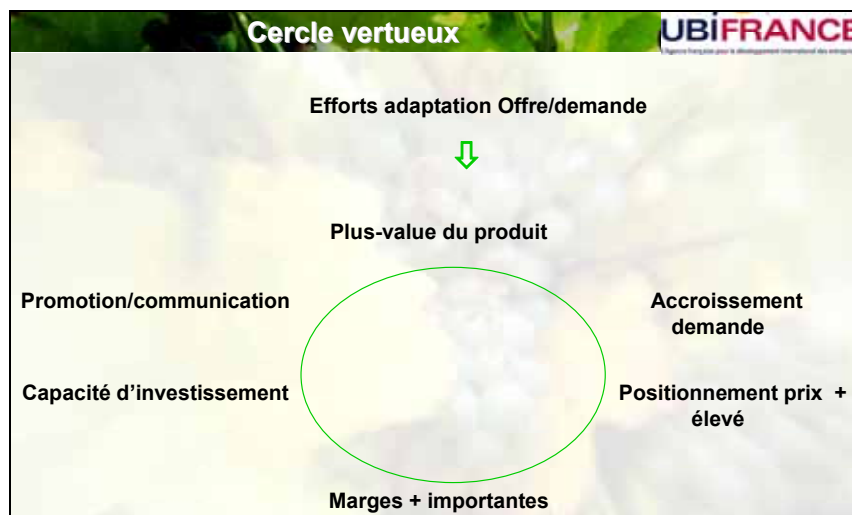 Cercle vertueux
UBIFRANCE
Efforts adaptation Offre/demande
Plus-value du produit
Promotion/communication
Accroissement
demande
Capacité d’investissement
Positionnement prix +
élevé
Marges + importantes